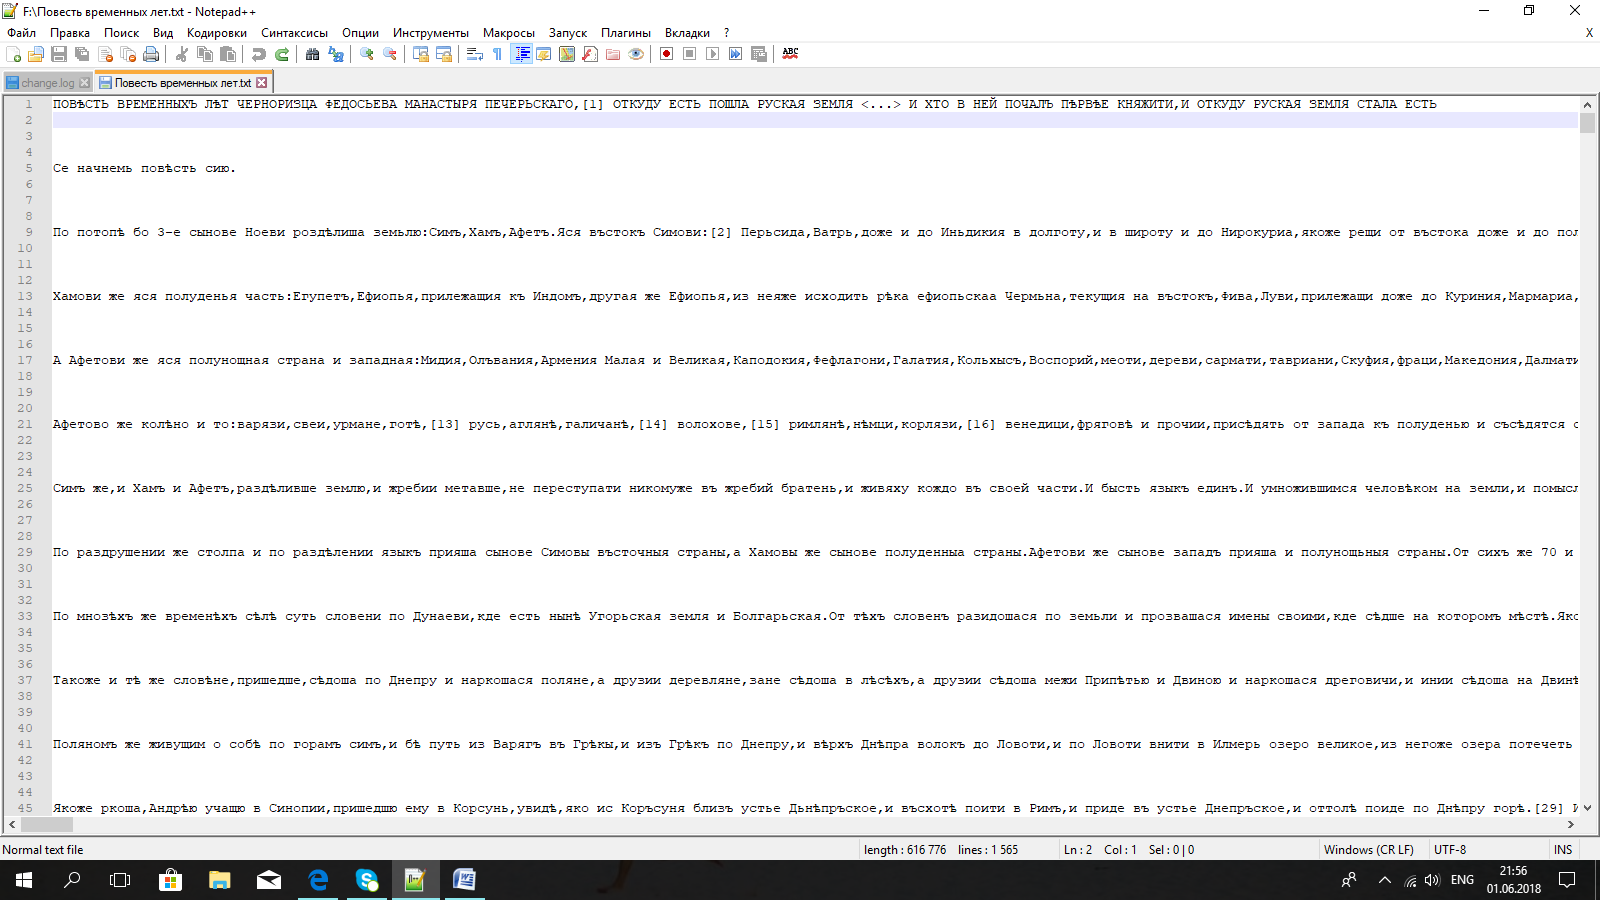 F:\Повесть временных лет.txt - Notepad++
Файл Правка Поиск Вид Кодировки Синтаксисы Опции Инструменты Макросы Запуск Плагины Вкладки ? X
change.log Повесть временных лет.txt
1 ПОВѢСТЬ ВРЕМЕННЫХЪ ЛѢТ ЧЕРНОРИЗЦА ФЕДОСЬЕВА МАНАСТЫРЯ ПЕЧЕРЬСКАГО,[1] ОТКУДУ ЕСТЬ ПОШЛА РУСКАЯ ЗЕМЛЯ <...> И ХТО В НЕЙ ПОЧАЛЪ ПѢРВѢЕ КНЯЖИТИ,И ОТКУДУ РУСКАЯ ЗЕМЛЯ СТАЛА ЕСТЬ
2
3
4
5 Се начнемь повѣсть сию.
6
7
8
9 По потопѣ бо 3-е сынове Ноеви роздѣлиша землю:Симъ,Хамъ,Афетъ.Яся въстокъ Симови:[2] Перьсида,Ватрь,доже и до Иньдикия в долготу,и в широту и до Нирокуриа,якоже рещи от въстока доже и до пол
10
11
12
13 Хамови же яся полуденья часть:Егупетъ,Ефиопья,прилежащия къ Индомъ,другая же Ефиопья,из неяже исходить рѣка ефиопьскаа Чермьна,текущия на въстокъ,Фива,Луви,прилежащи доже до Куриния,Мармариа,
14
15
16
17 А Афетови же яся полунощная страна и западная:Мидия,Олъвания,Армения Малая и Великая,Каподокия,Фефлагони,Галатия,Кольхысъ,Воспорий,меоти,дереви,сармати,тавриани,Скуфия,фраци,Македония,Далмати
18
19
20
21 Афетово же колѣно и то:варязи,свеи,урмане,готѣ,[13] русь,аглянѣ,галичанѣ,[14] волохове,[15] римлянѣ,нѣмци,корлязи,[16] венедици,фряговѣ и прочии,присѣдять от запада къ полуденью и съсѣдятся с
22
23
24
25 Симъ же,и Хамъ и Афетъ,раздѣливше землю,и жребии метавше,не переступати никомуже въ жребий братень,и живяху кождо въ своей части.И бысть языкъ единъ.И умножившимся человѣком на земли,и помысл
26
27
28
29 По раздрушении же столпа и по раздѣлении языкъ прияша сынове Симовы въсточныя страны,а Хамовы же сынове полуденныа страны.Афетови же сынове западъ прияша и полунощьныя страны.От сихъ же 70 и
30
31
32
33 По мнозѣхъ же временѣхъ сѣлѣ суть словени по Дунаеви,кде есть нынѣ Угорьская земля и Болгарьская.От тѣхъ словенъ разидошася по земьли и прозвашася имены своими,кде сѣдше на которомъ мѣстѣ.Яко
34
35
36
37 Такоже и тѣ же словѣне,пришедше,сѣдоша по Днепру и наркошася поляне,а друзии деревляне,зане сѣдоша в лѣсѣхъ,а друзии сѣдоша межи Припѣтью и Двиною и наркошася дреговичи,и инии сѣдоша на Двинѣ
38
39
40
41 Поляномъ же живущим о собѣ по горамъ симъ,и бѣ путь из Варягъ въ Грѣкы,и изъ Грѣкъ по Днепру,и вѣрхъ Днѣпра волокъ до Ловоти,и по Ловоти внити в Илмерь озеро великое,из негоже озера потечеть
42
43
44
45 Якоже ркоша,Андрѣю учащю в Синопии,пришедшю ему в Корсунь,увидѣ,яко ис Коръсуня близъ устье Дьнѣпръское,и въсхотѣ поити в Римъ,и приде въ устье Днепръское,и оттолѣ поиде по Днѣпру горѣ.[29] И
Normal text file length : 616 776 lines : 1 565 Ln : 2 Col : 1 Sel : 0 | 0 Windows (CR LF) UTF-8 INS
ENG 21:56
01.06.2018